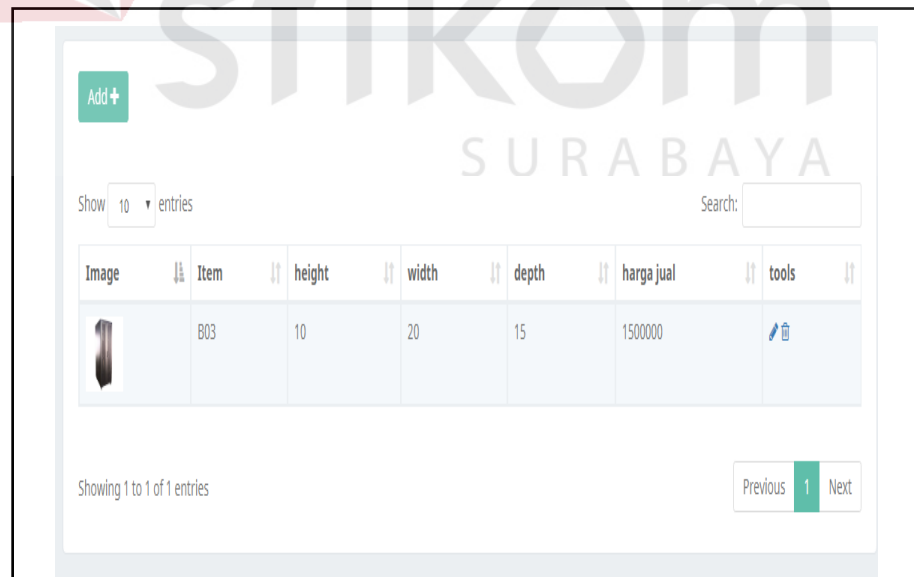 stikom
SURABAYA
Add +
Show 10 entries
Search:
Image Item height width depth harga jual tools
B03 10 20 15 1500000
Showing 1 to 1 of 1 entries
Previous 1 Next